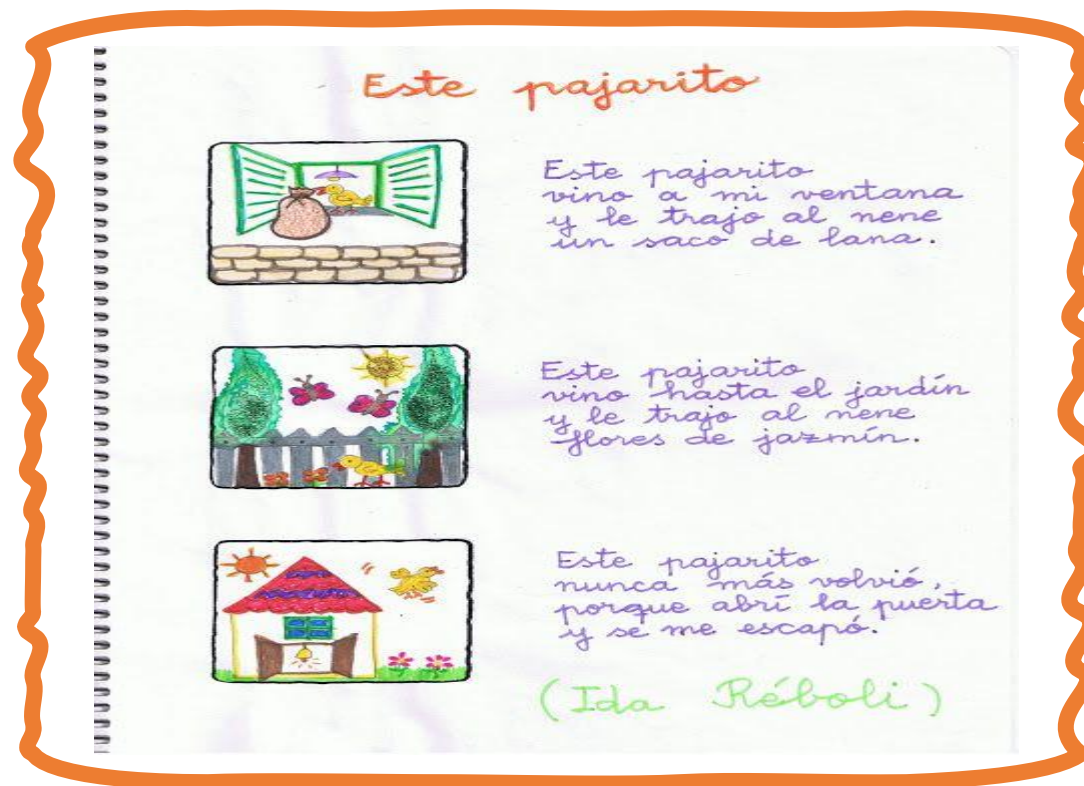 Este pajarito
Este pajarito
vino a mi ventana
y le trajo al nene
un saco de lana.
Este pajarito
vino hasta el jardín
y le trajo al nene
flores de jazmín.
Este pajarito
nunca más volvió,
porque abrí la puerta
y se me escapó.
(Ida Réboli)